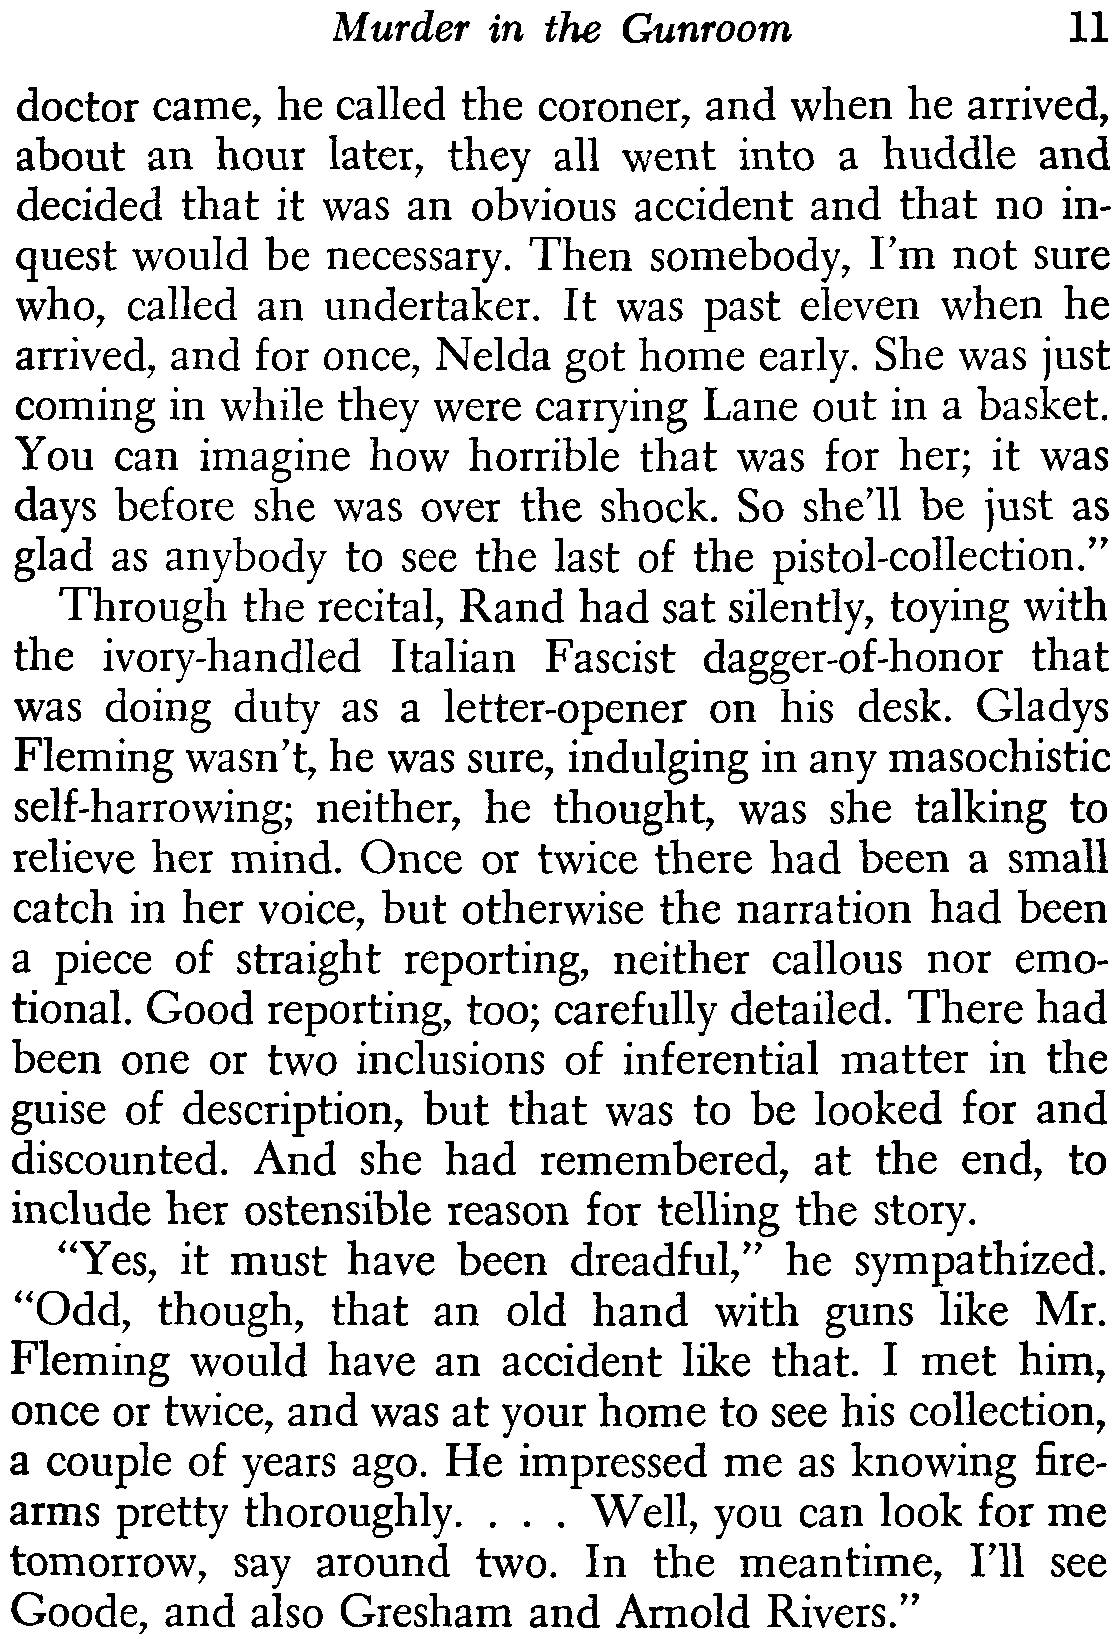 Murder in the Gunroom 11
doctor came, he called the coroner, and when he arrived,
about an hour later, they all went into a huddle and
decided that it was an obvious accident and that no in-
quest would be necessary. Then somebody, I'm not sure
who, called an undertaker. It was past eleven when he
arrived, and for once, Nelda got home early. She was just
coming in while they were carrying Lane out in a basket.
You can imagine how horrible that was for her; it was
days before she was over the shock. So she'll be just as
glad as anybody to see the last of the pistol-collection."
Through the recital, Rand had sat silently, toying with
the ivory-handled Italian Fascist dagger-of-honor that
was doing duty as a letter-opener on his desk. Gladys
Fleming wasn't, he was sure, indulging in any masochistic
self-harrowing; neither, he thought, was she talking to
relieve her mind. Once or twice there had been a small
catch in her voice, but otherwise the narration had been
a piece of straight reporting, neither callous nor emo-
tional. Good reporting, too; carefully detailed. There had
been one or two inclusions of inferential matter in the
guise of description, but that was to be looked for and
discounted. And she had remembered, at the end, to
include her ostensible reason for telling the story.
"Yes, it must have been dreadful," he sympathized.
"Odd, though, that an old hand with guns like Mr.
Fleming would have an accident like that. I met him,
once or twice, and was at your home to see his collection,
a couple of years ago. He impressed me as knowing fire-
arms pretty thoroughly. . . . Well, you can look for me
tomorrow, say around two. In the meantime, I'll see
Goode, and also Gresham and Arnold Rivers."